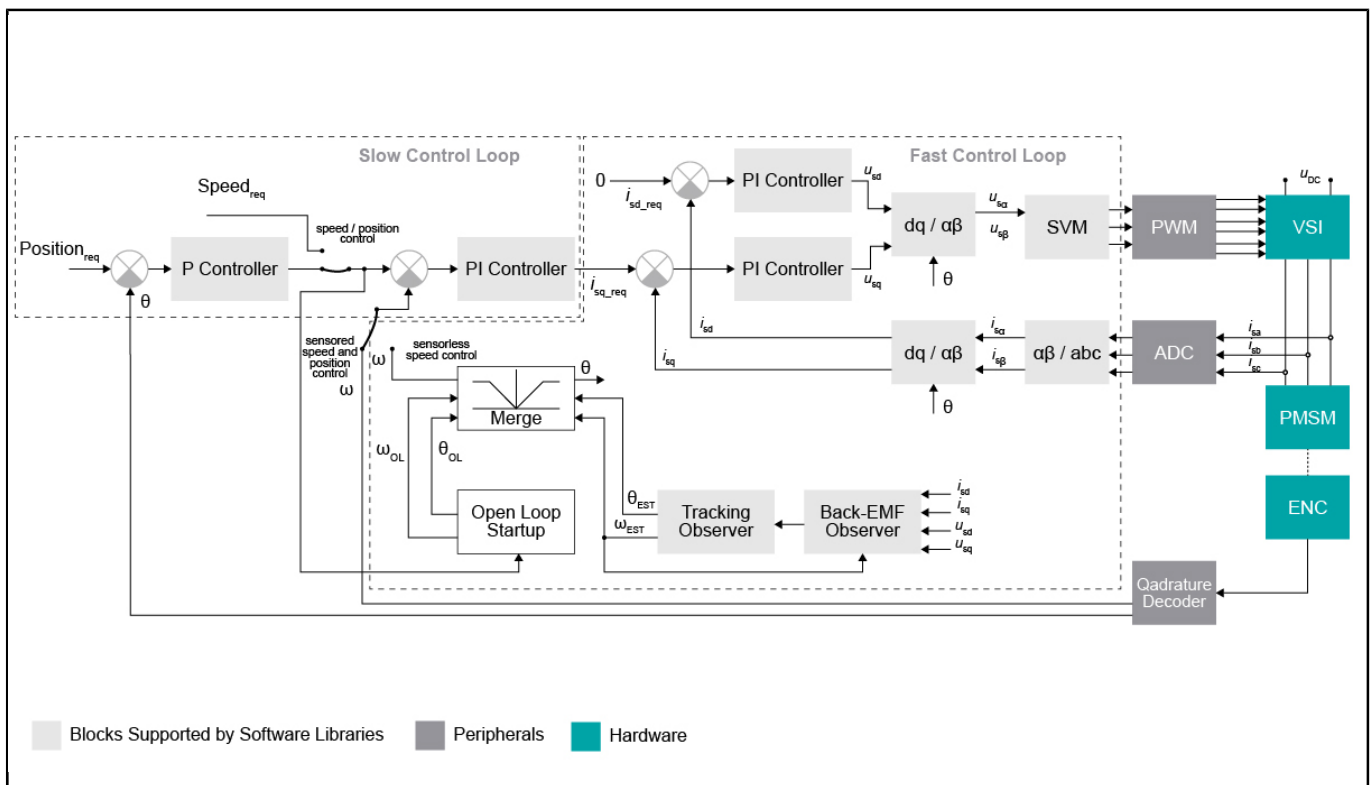 Slow Control Loop
Fast Control Loop
Speedreq
speed / position
control
Positionreq
θ
P Controller
PI Controller
isq_req
0
isd_req
PI Controller
usd
PI Controller
usq
dq / αβ
θ
usα
usβ
SVM
PWM
uDC
VSI
isd
isq
dq / αβ
θ
isα
isβ
αβ / abc
ADC
isa
isb
isc
PMSM
ENC
sensored
speed and
position
control
ω
ω
sensorless
speed control
Merge
θ
ωOL
θOL
Open Loop
Startup
θEST
ωEST
Tracking
Observer
Back-EMF
Observer
isd
isq
usd
usq
Qadrature
Decoder
Blocks Supported by Software Libraries
Peripherals
Hardware